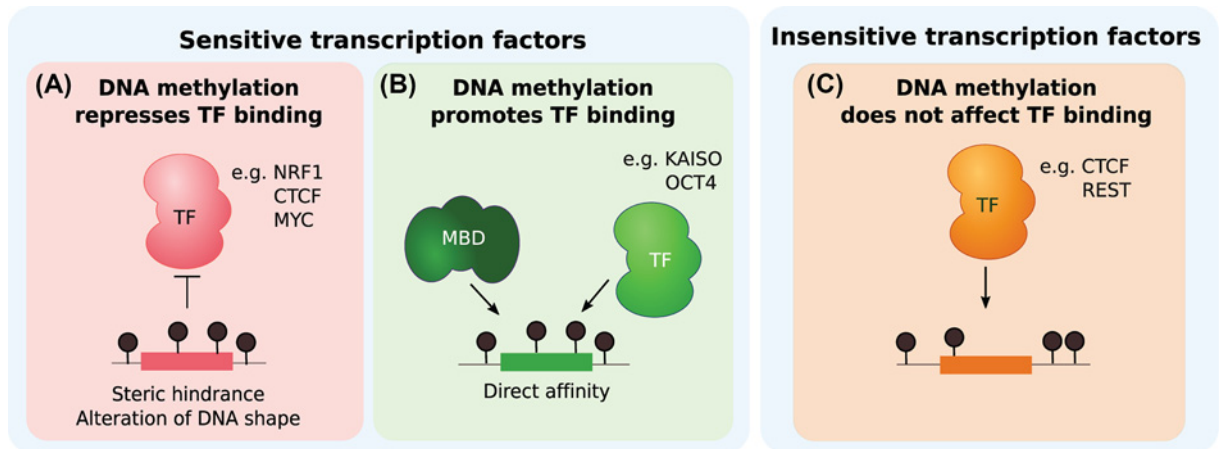 Sensitive transcription factors
(A) DNA methylation
represses TF binding
e.g. NRF1
CTCF
MYC
TF
Steric hindrance
Alteration of DNA shape
(B) DNA methylation
promotes TF binding
e.g. KAISO
OCT4
MBD
TF
Direct affinity
Insensitive transcription factors
(C) DNA methylation
does not affect TF binding
e.g. CTCF
REST
TF